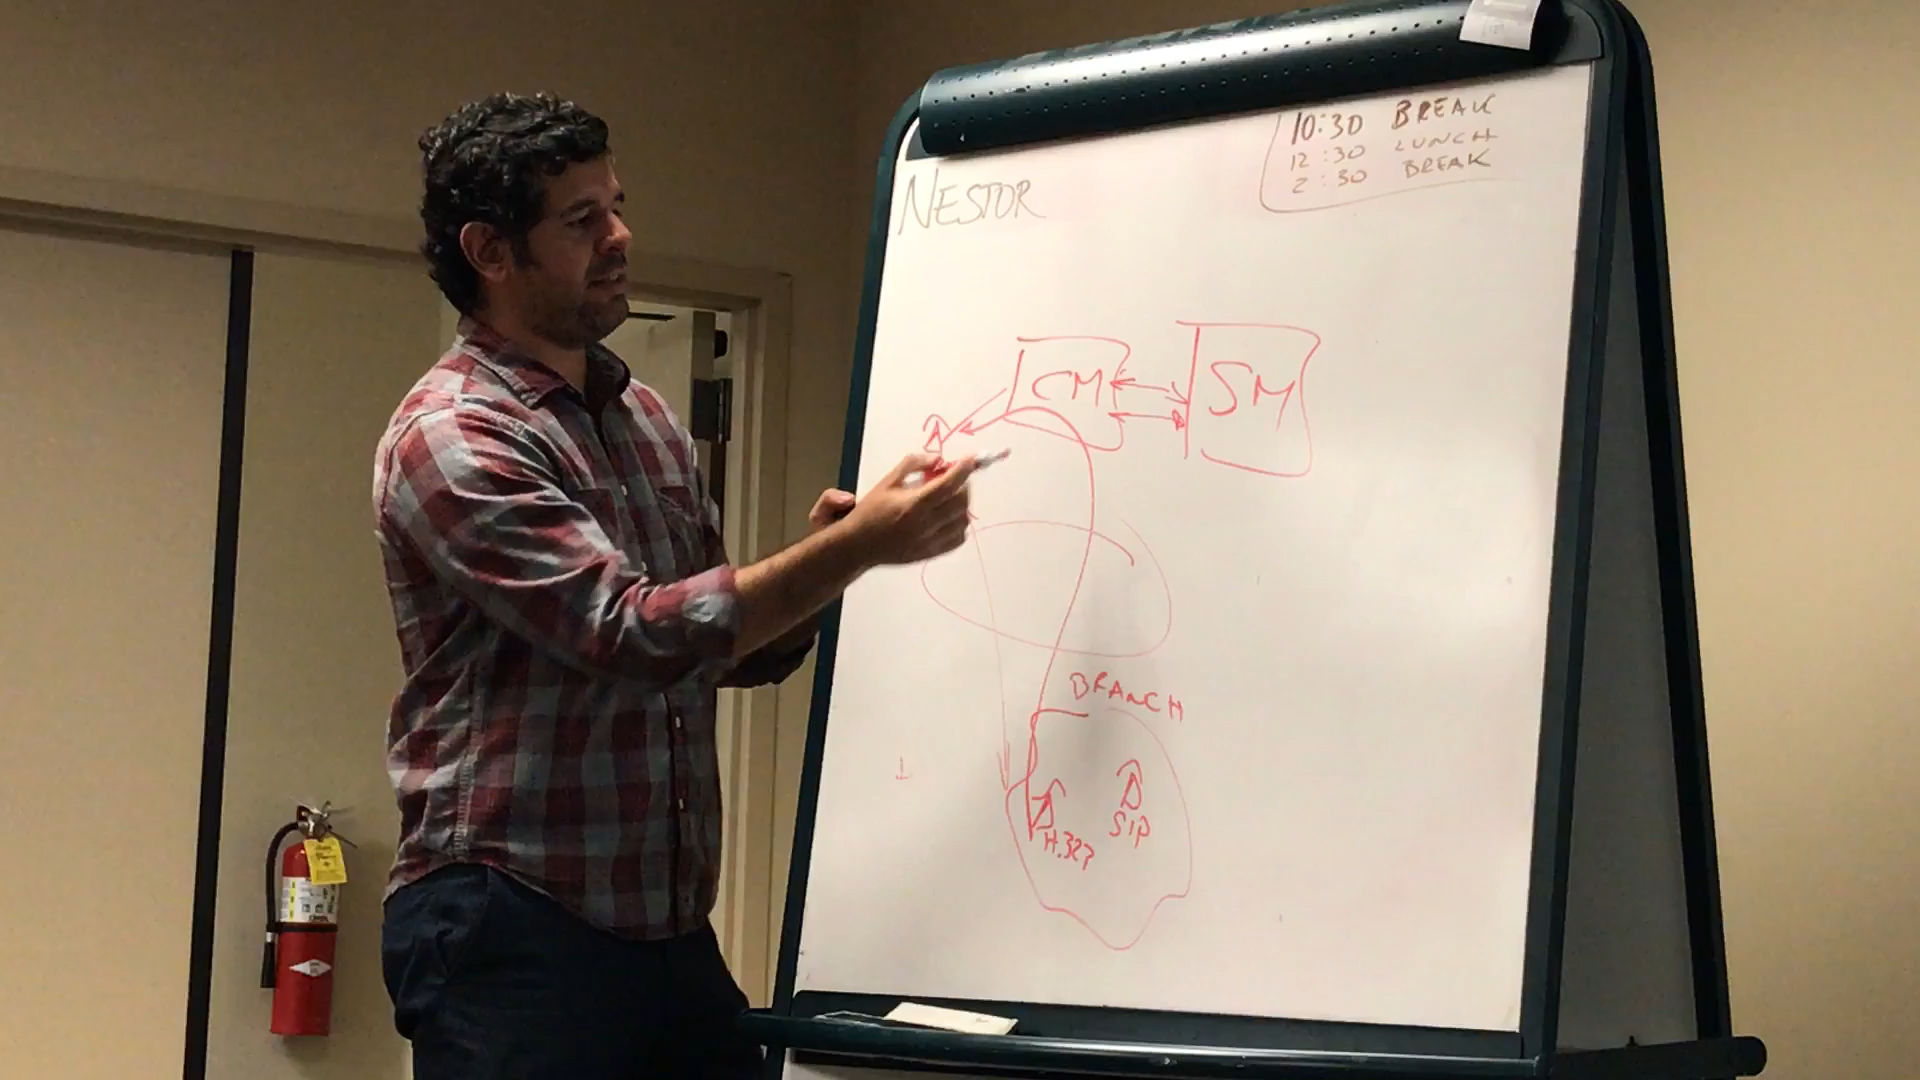 10:30 BREAK
12:30 LUNCH
2:30 BREAK
NESTOR
CM
SM
BRANCH
SIP
H.323